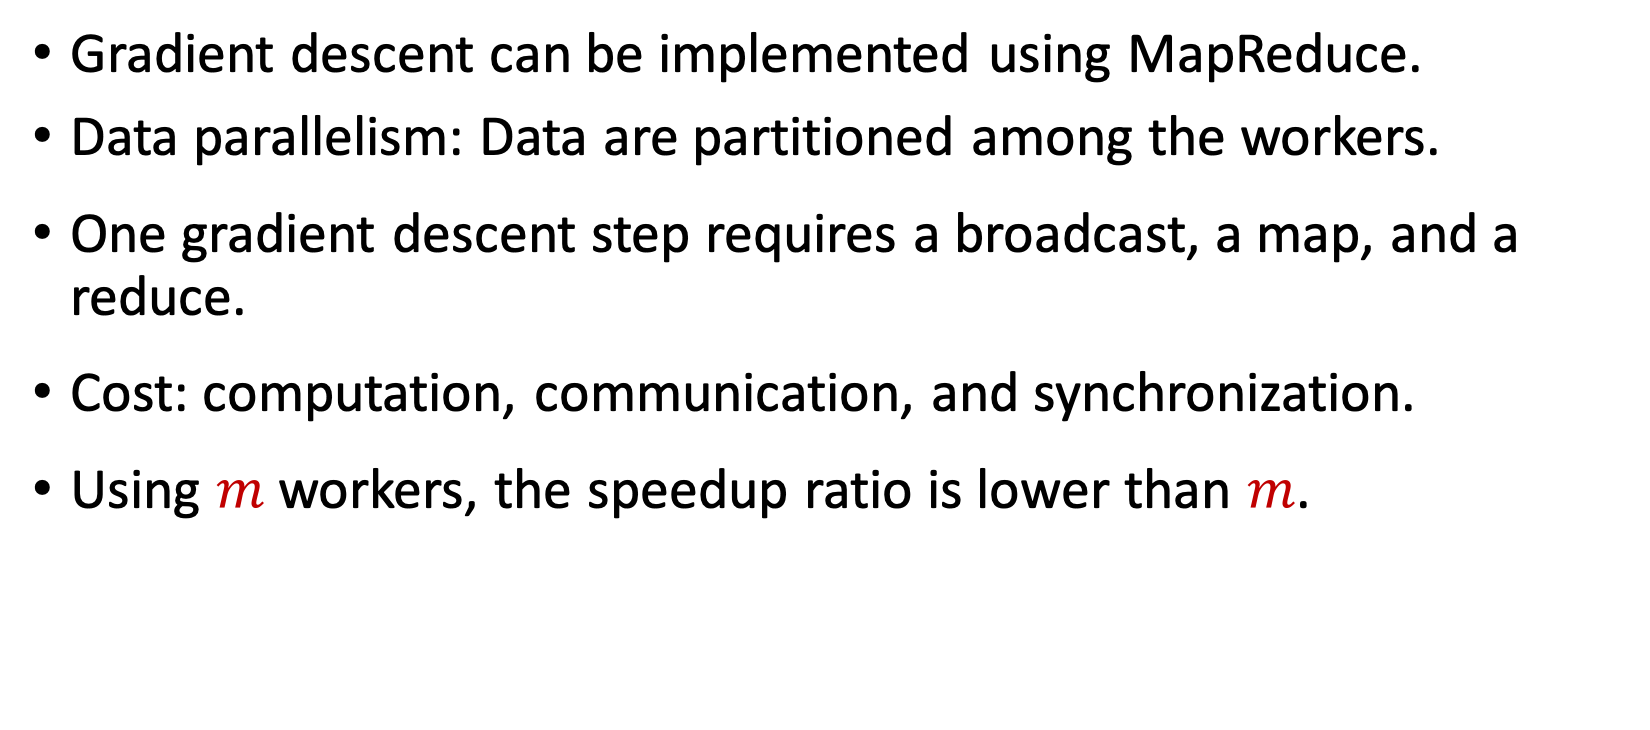 • Gradient descent can be implemented using MapReduce.
• Data parallelism: Data are partitioned among the workers.
• One gradient descent step requires a broadcast, a map, and a
reduce.
• Cost: computation, communication, and synchronization.
• Using m workers, the speedup ratio is lower than m.